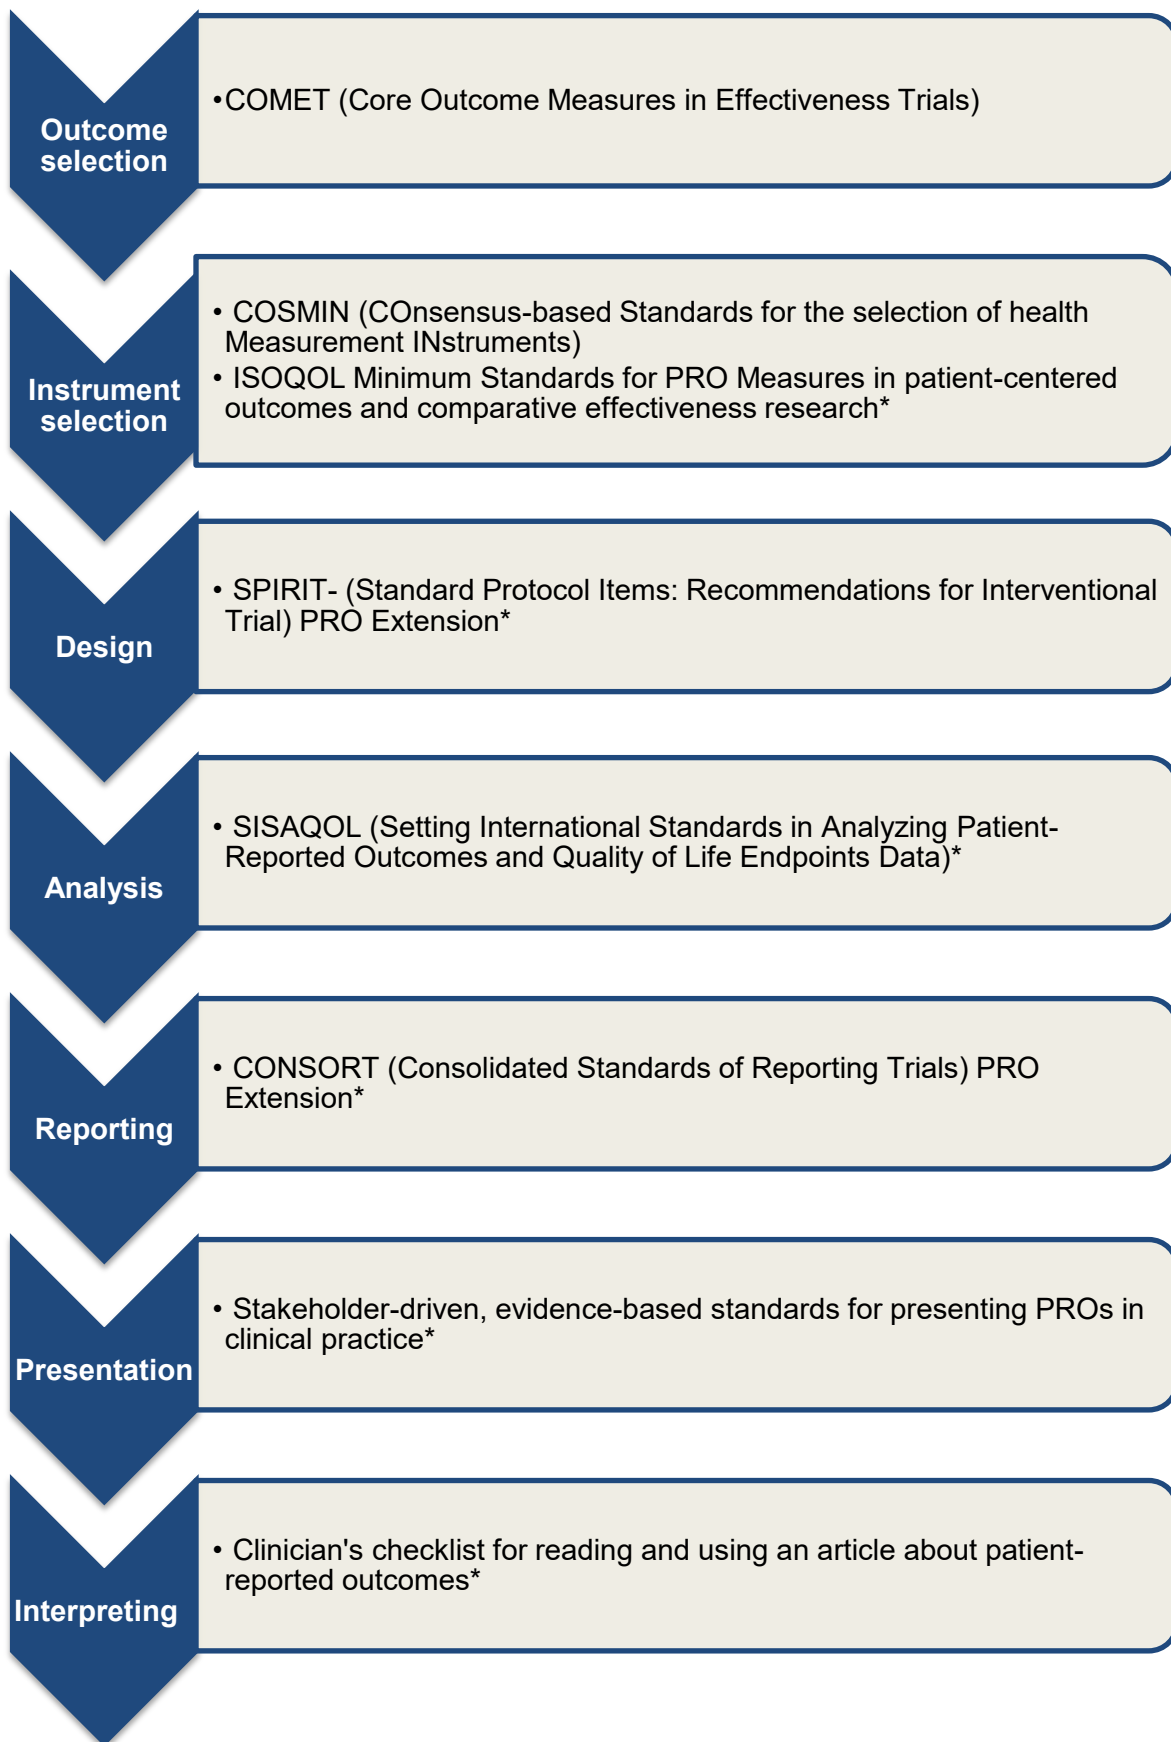 Outcome
selection
•COMET (Core Outcome Measures in Effectiveness Trials)
Instrument
selection
• COSMIN (COnsensus-based Standards for the selection of health
Measurement INstruments)
• ISOQOL Minimum Standards for PRO Measures in patient-centered
outcomes and comparative effectiveness research*
Design
• SPIRIT- (Standard Protocol Items: Recommendations for Interventional
Trial) PRO Extension*
Analysis
• SISAQOL (Setting International Standards in Analyzing Patient-
Reported Outcomes and Quality of Life Endpoints Data)*
Reporting
• CONSORT (Consolidated Standards of Reporting Trials) PRO
Extension*
Presentation
• Stakeholder-driven, evidence-based standards for presenting PROs in
clinical practice*
Interpreting
• Clinician's checklist for reading and using an article about patient-
reported outcomes*